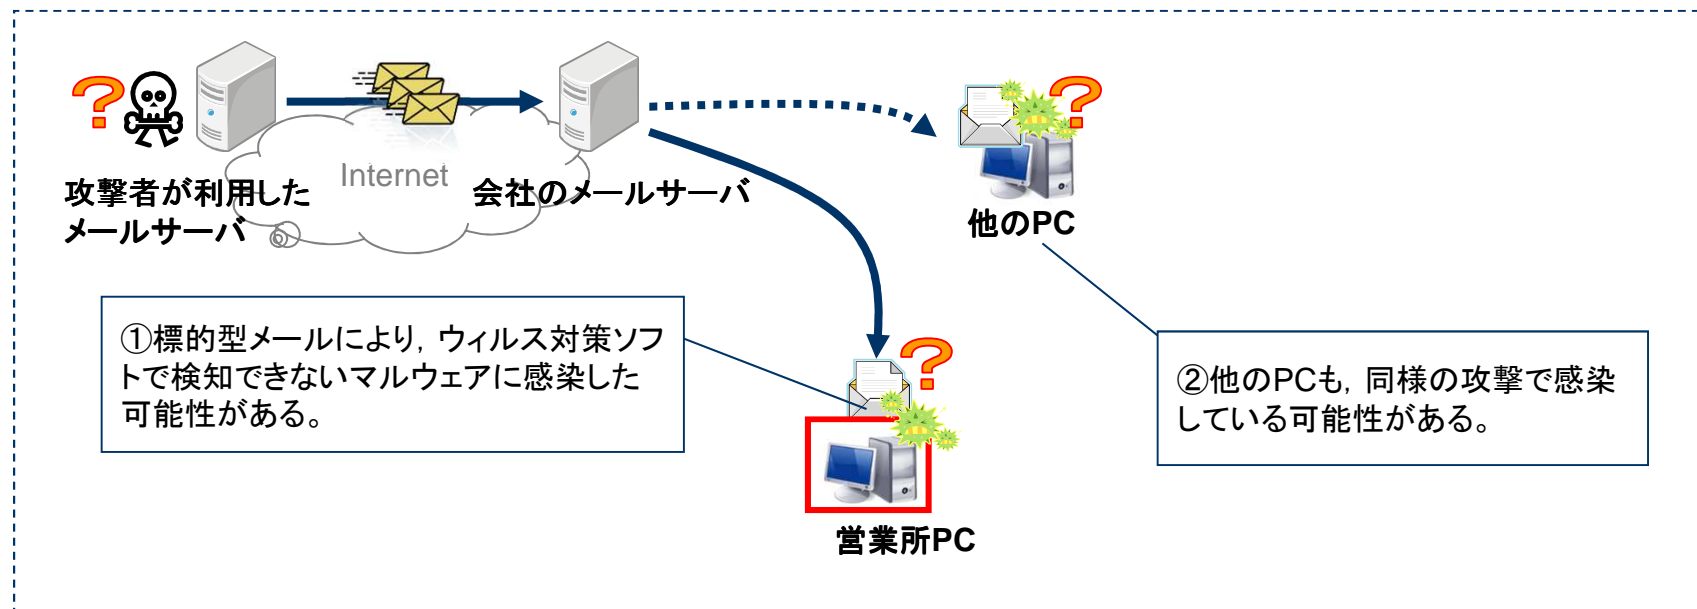 Internet
攻撃者が利用した
メールサーバ
会社のメールサーバ
他のPC
①標的型メールにより，ウィルス対策ソフ
トで検知できないマルウェアに感染した
可能性がある。
②他のPCも，同様の攻撃で感染
している可能性がある。
営業所PC